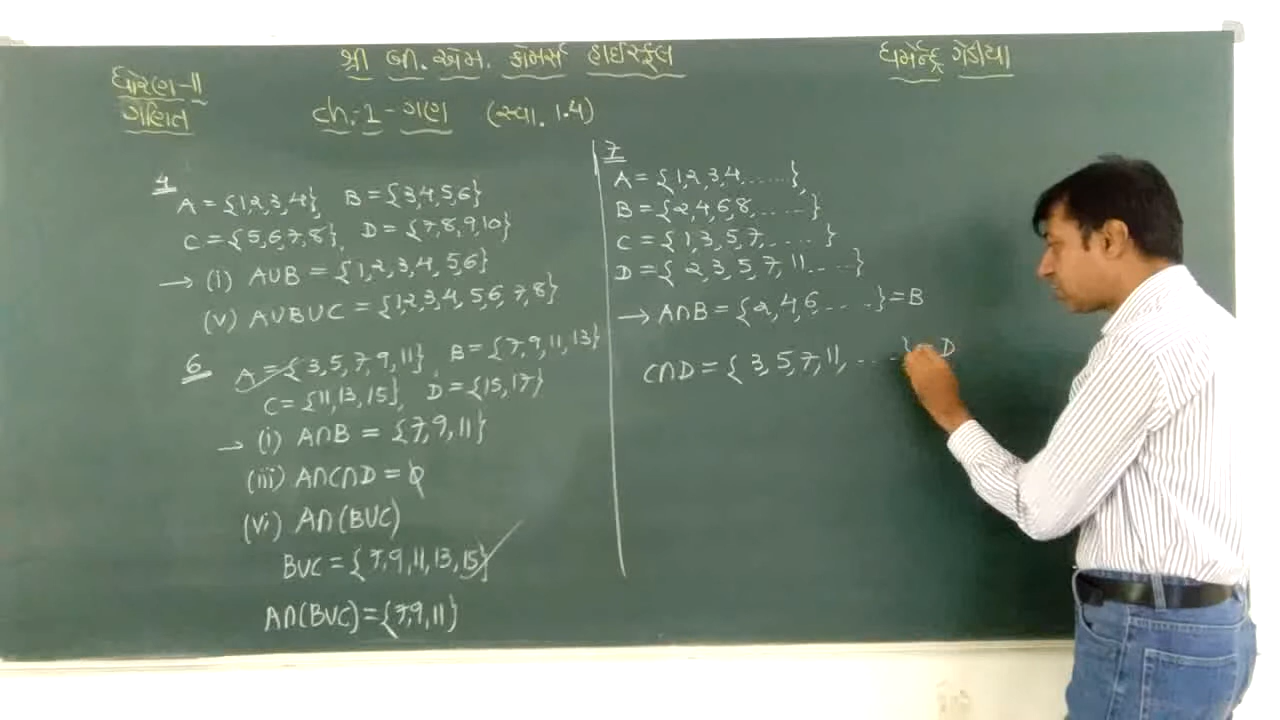 શ્રી બી. એમ. કોમર્સ હાઈસ્કૂલ
ધર્મેન્દ્ર ગેડીયા
ધોરણ-11
ગણિત
ch.-1-ગણ (સ્વા. 1.4)
4
A = {1,2,3,4}, B = {3,4,5,6}
C = {5,6,7,8}, D = {7,8,9,10}
→ (i) A∪B = {1,2,3,4,5,6}
(v) A∪B∪C = {1,2,3,4,5,6,7,8}
6
A = {3,5,7,9,11}, B = {7,9,11,13}
C = {11,13,15}, D = {15,17}
→ (i) A∩B = {7,9,11}
(iii) A∩C∩D = ϕ
(vi) A∩(B∪C)
B∪C = {7,9,11,13,15}
A∩(B∪C) = {7,9,11}
7
A = {1,2,3,4,......},
B = {2,4,6,8,......}
C = {1,3,5,7,.....}
D = {2,3,5,7,11.....}
→ A∩B = {2,4,6,.....} = B
C∩D = {3,5,7,11,.....} = D